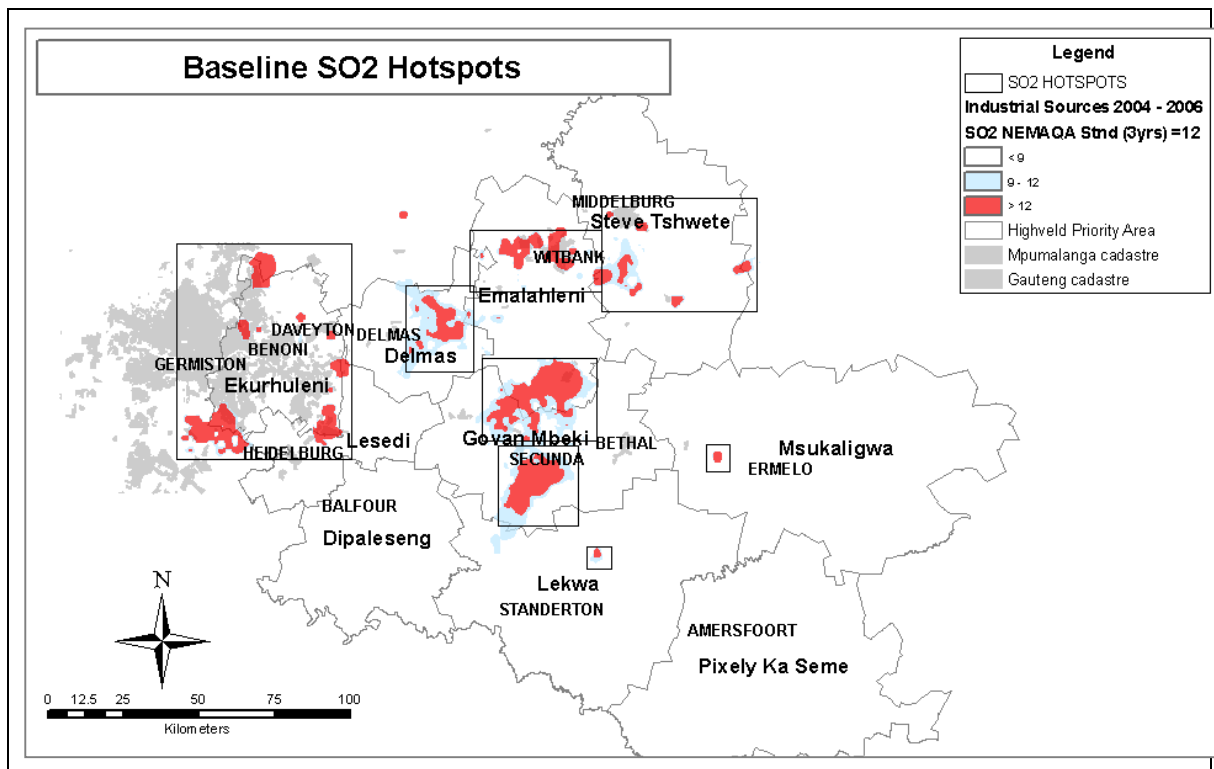 Baseline SO2 Hotspots
Legend
SO2 HOTSPOTS
Industrial Sources 2004 - 2006
SO2 NEMAQA Stnd (3yrs) =12
< 9
9 - 12
> 12
Highveld Priority Area
Mpumalanga cadastre
Gauteng cadastre
MIDDELBURG
Steve Tshwete
WITBANK
Emalahleni
DAVEYTON
DELMAS
BENONI
Delmas
GERMISTON
Ekurhuleni
Lesedi
HEIDELBURG
Govan Mbeki
BETHAL
SECUNDA
Msukaligwa
ERMELO
BALFOUR
Dipaleseng
Lekwa
STANDERTON
AMERSFOORT
Pixely Ka Seme
N
0 12.5 25 50 75 100
Kilometers